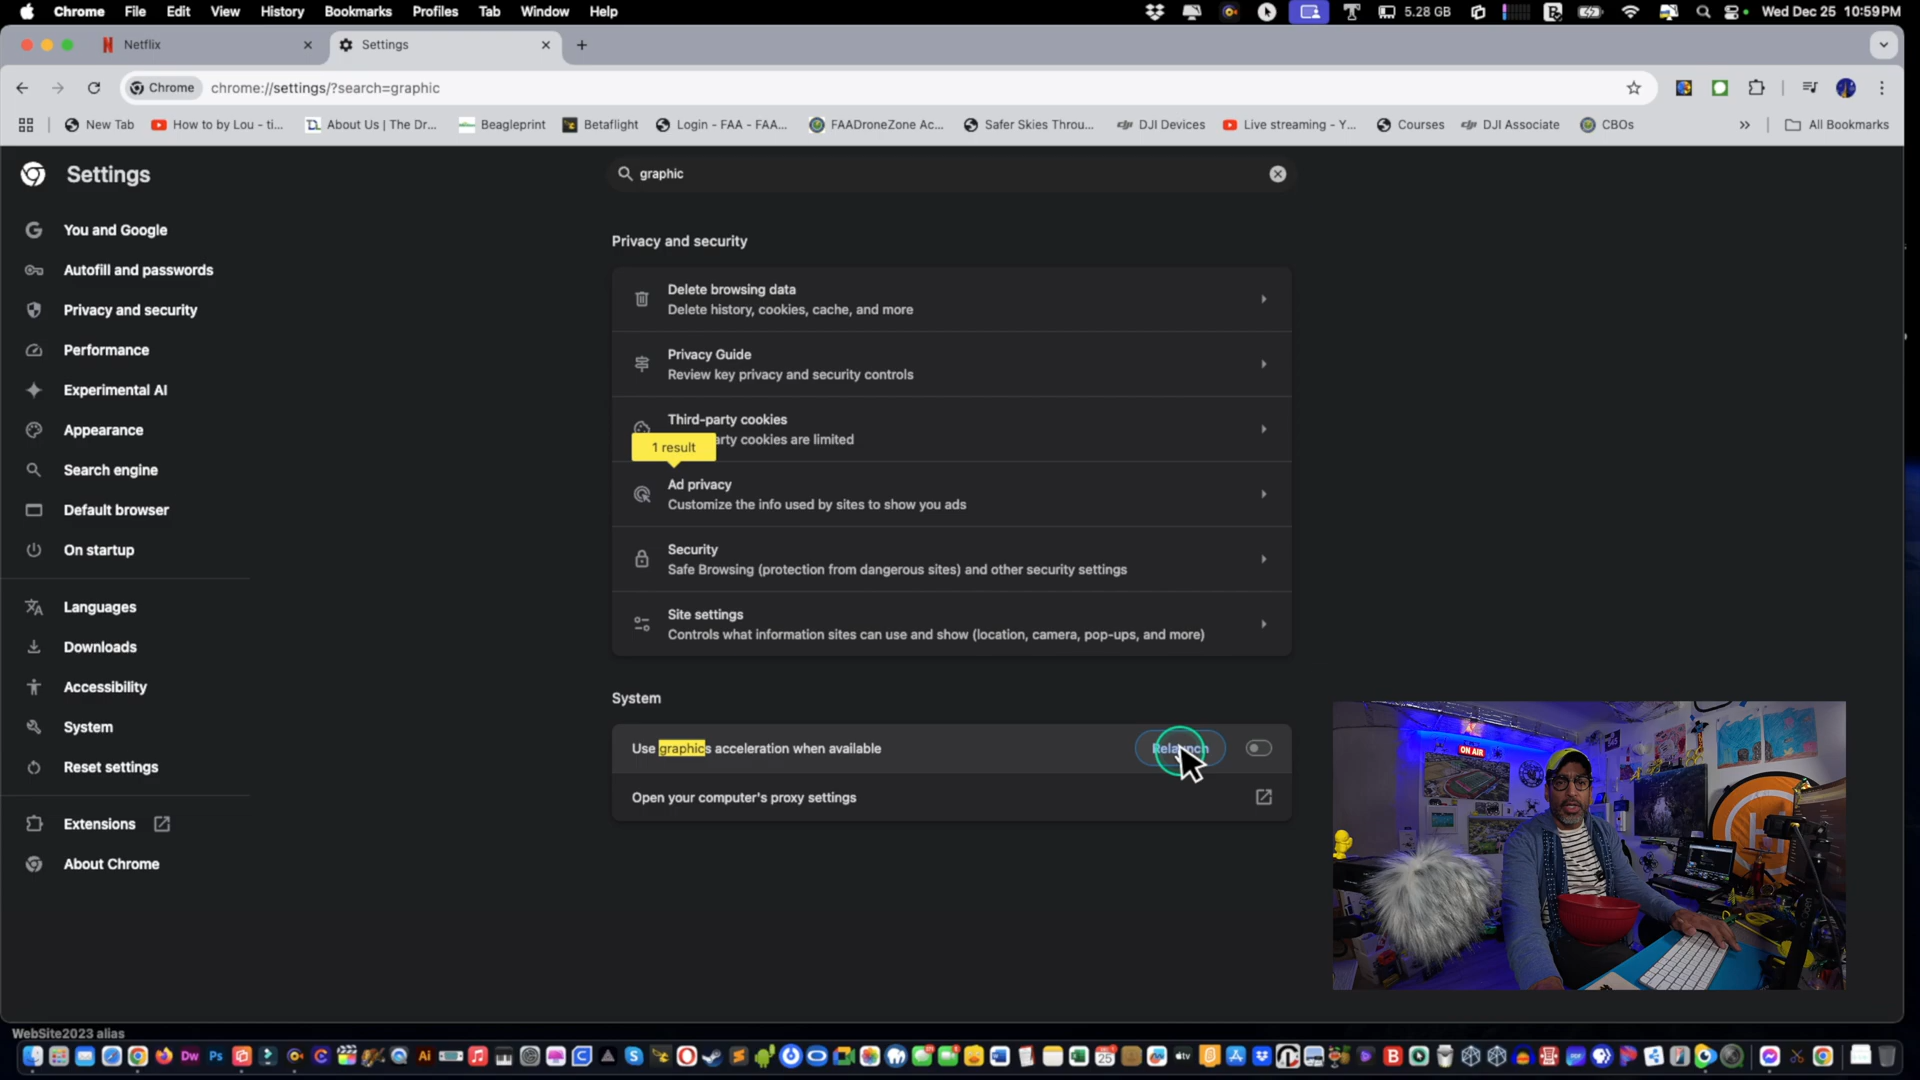 Chrome File Edit View History Bookmarks Profiles Tab Window Help 5.28 GB Wed Dec 25 10:59 PM
Netflix Settings
Chrome chrome://settings/?search=graphic
New Tab How to by Lou - ti... About Us | The Dr... Beagleprint Betaflight Login - FAA - FAA... FAADroneZone Ac... Safer Skies Throu... DJI Devices Live streaming - Y... Courses DJI Associate CBOs All Bookmarks
Settings
graphic
You and Google
Autofill and passwords
Privacy and security
Performance
Experimental AI
Appearance
Search engine
Default browser
On startup
Languages
Downloads
Accessibility
System
Reset settings
Extensions
About Chrome
Privacy and security
Delete browsing data
Delete history, cookies, cache, and more
Privacy Guide
Review key privacy and security controls
Third-party cookies
arty cookies are limited
1 result
Ad privacy
Customize the info used by sites to show you ads
Security
Safe Browsing (protection from dangerous sites) and other security settings
Site settings
Controls what information sites can use and show (location, camera, pop-ups, and more)
System
Use graphics acceleration when available Relaunch
Open your computer's proxy settings
ON AIR
WebSite2023 alias